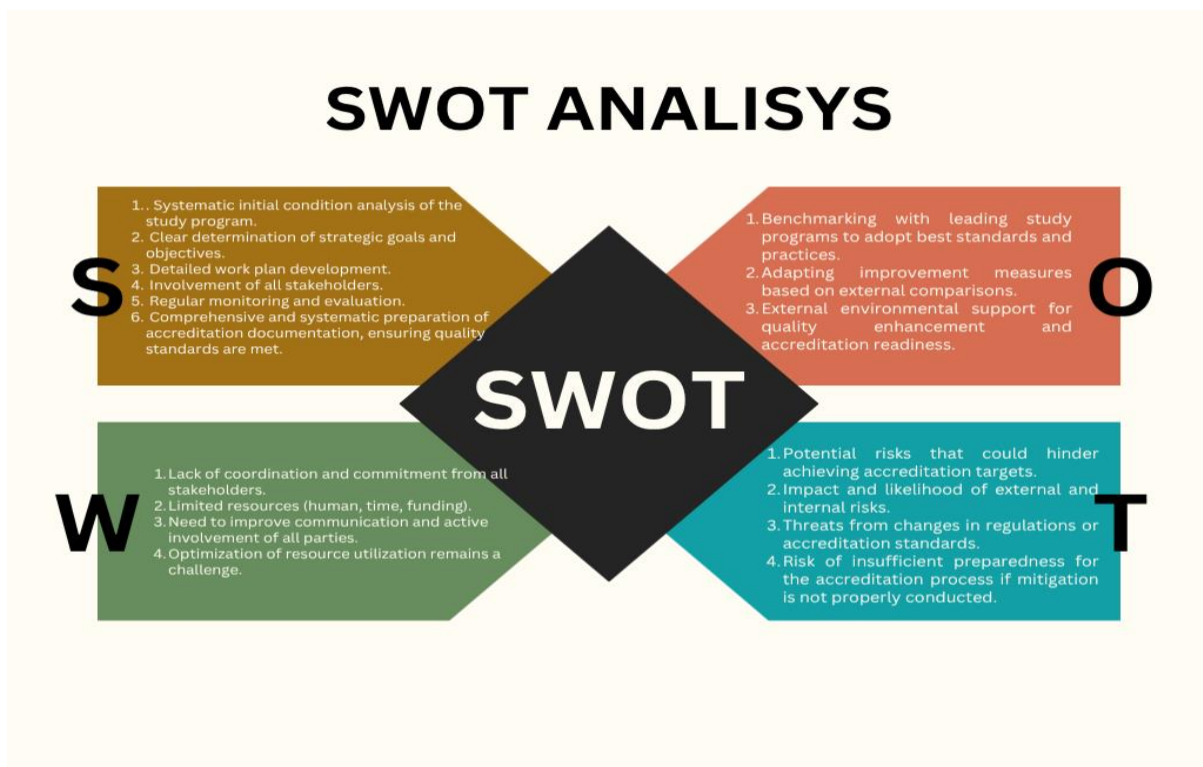 SWOT ANALISYS
S
1.. Systematic initial condition analysis of the
study program.
2. Clear determination of strategic goals and
objectives.
3. Detailed work plan development.
4. Involvement of all stakeholders.
5. Regular monitoring and evaluation.
6. Comprehensive and systematic preparation of
accreditation documentation, ensuring quality
standards are met.
O
1. Benchmarking with leading study
programs to adopt best standards and
practices.
2. Adapting improvement measures
based on external comparisons.
3. External environmental support for
quality enhancement and
accreditation readiness.
SWOT
W
1. Lack of coordination and commitment from all
stakeholders.
2. Limited resources (human, time, funding).
3. Need to improve communication and active
involvement of all parties.
4. Optimization of resource utilization remains a
challenge.
T
1. Potential risks that could hinder
achieving accreditation targets.
2. Impact and likelihood of external and
internal risks.
3. Threats from changes in regulations or
accreditation standards.
4. Risk of insufficient preparedness for
the accreditation process if mitigation
is not properly conducted.